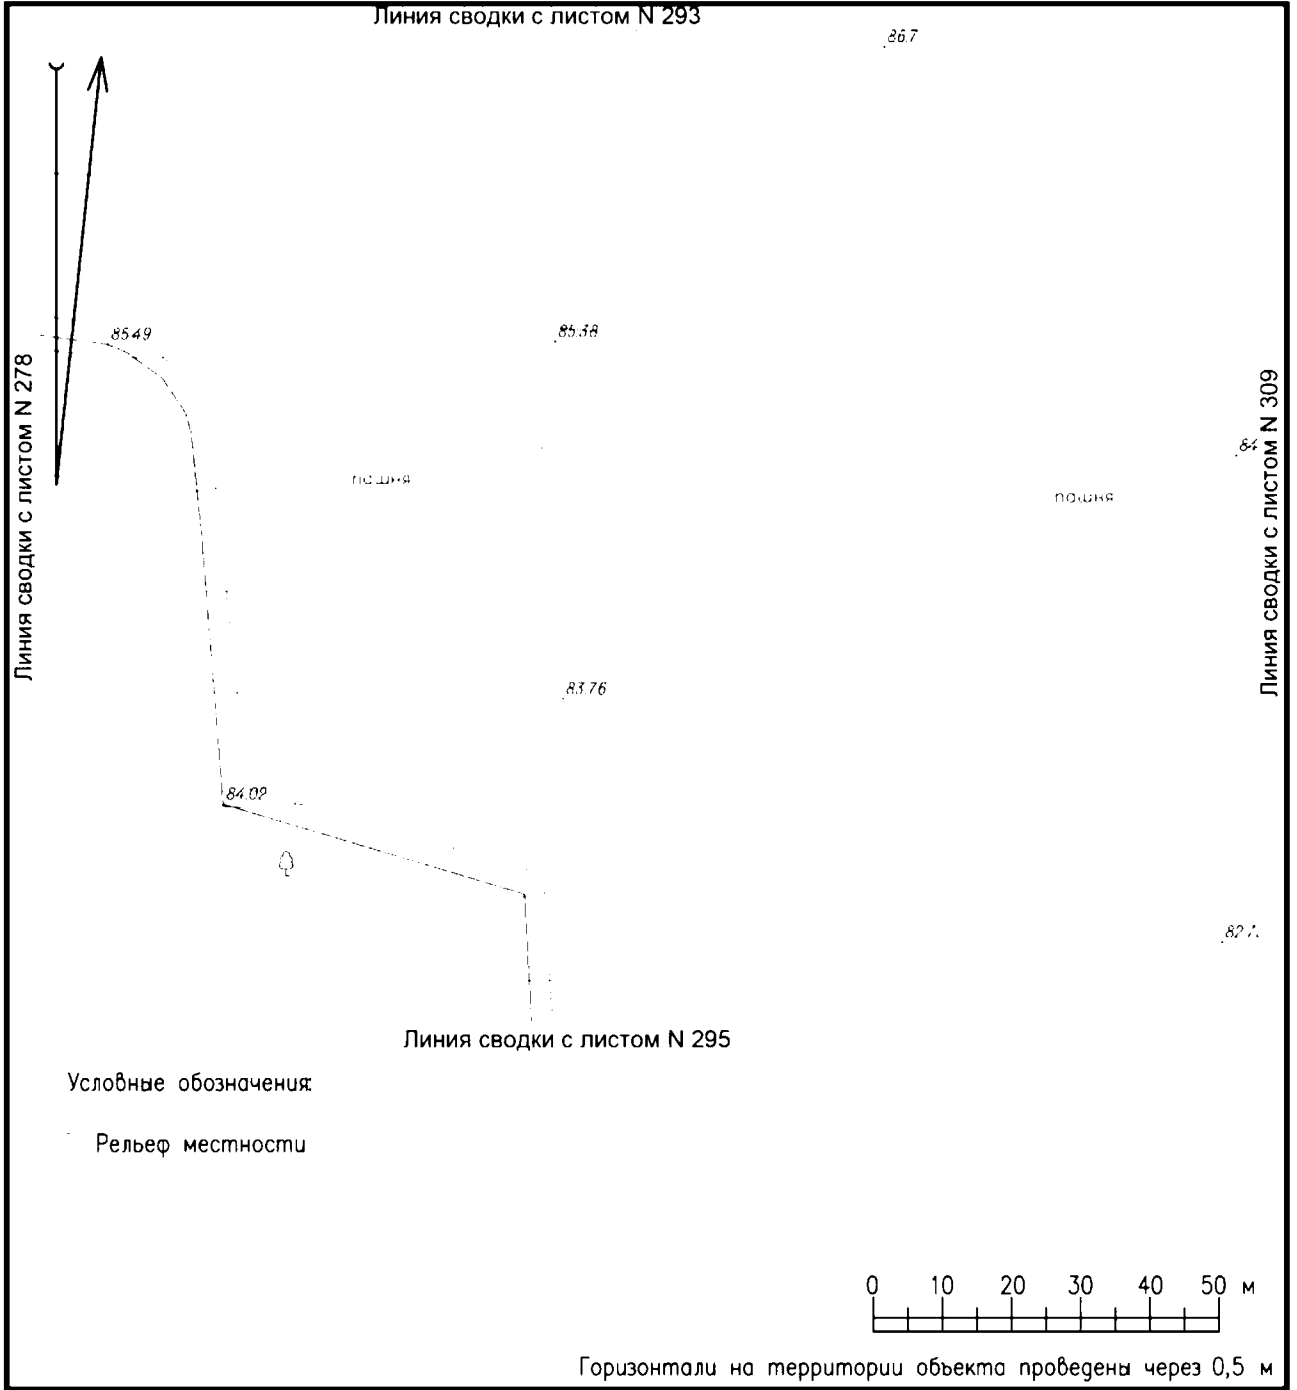 Линия сводки с листом N 293
86.7
85.49
85.38
Линия сводки с листом N 278
Линия сводки с листом N 309
84
пашня
пашня
83.76
84.02
Линия сводки с листом N 295
Условные обозначения:
Рельеф местности
0 10 20 30 40 50 м
Горизонтали на территории объекта проведены через 0,5 м